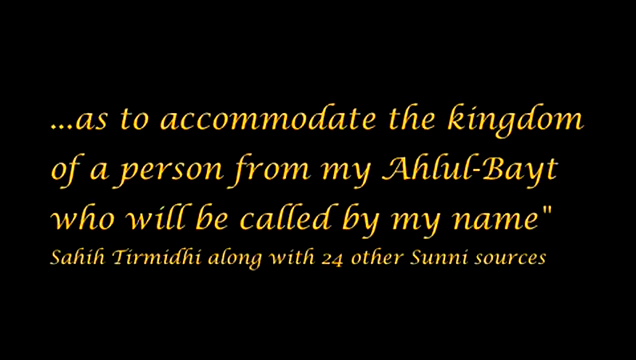 ...as to accommodate the kingdom
of a person from my Ahlul-Bayt
who will be called by my name"
Sahih Tirmidhi along with 24 other Sunni sources